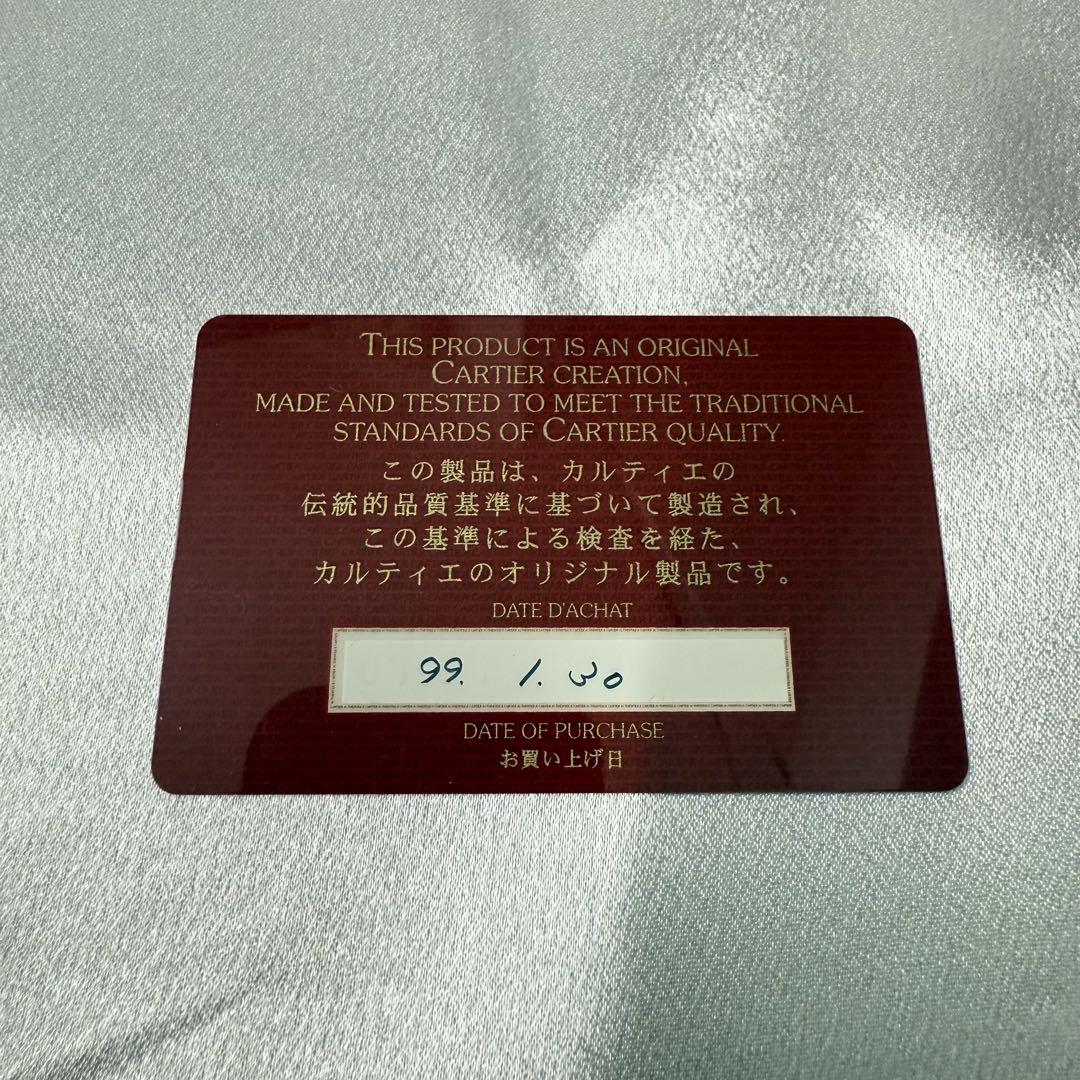 THIS PRODUCT IS AN ORIGINAL
CARTIER CREATION,
MADE AND TESTED TO MEET THE TRADITIONAL
STANDARDS OF CARTIER QUALITY.
この製品は、カルティエの
伝統的品質基準に基づいて製造され、
この基準による検査を経た、
カルティエのオリジナル製品です。
DATE D'ACHAT
99. 1. 30
DATE OF PURCHASE
お買い上げ日